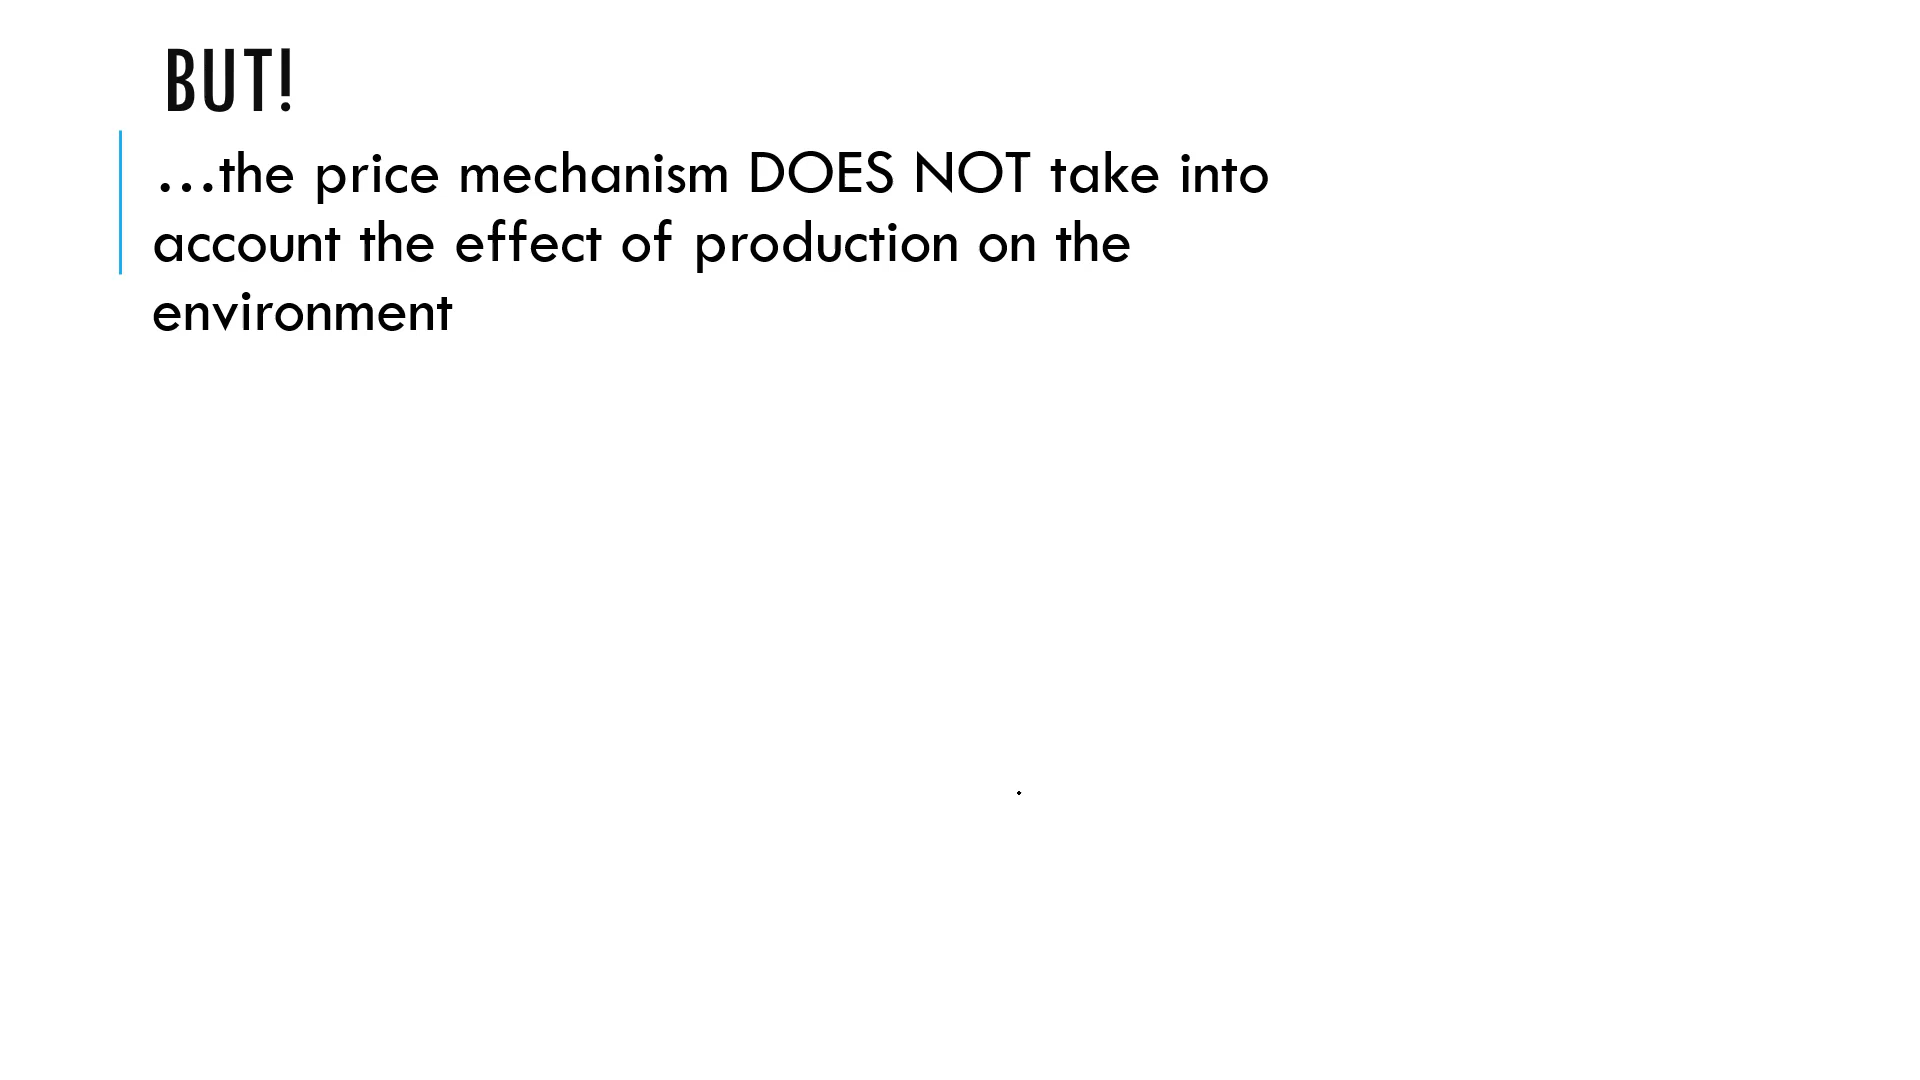 BUT!
...the price mechanism DOES NOT take into
account the effect of production on the
environment
.